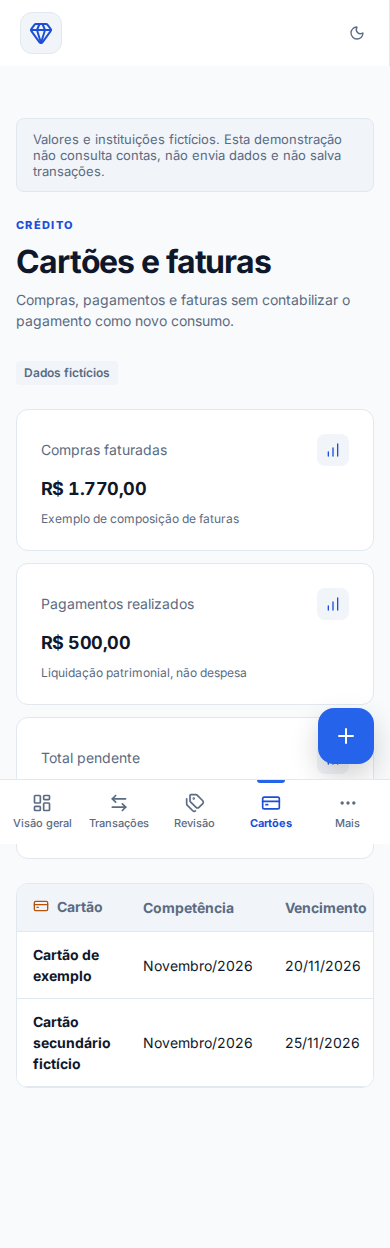 Valores e instituições fictícios. Esta demonstração
não consulta contas, não envia dados e não salva
transações.
CRÉDITO
Cartões e faturas
Compras, pagamentos e faturas sem contabilizar o
pagamento como novo consumo.
Dados fictícios
Compras faturadas
R$ 1.770,00
Exemplo de composição de faturas
Pagamentos realizados
R$ 500,00
Liquidação patrimonial, não despesa
Total pendente
Visão geral Transações Revisão Cartões Mais
Cartão Competência Vencimento
Cartão de
exemplo Novembro/2026 20/11/2026
Cartão
secundário
fictício Novembro/2026 25/11/2026